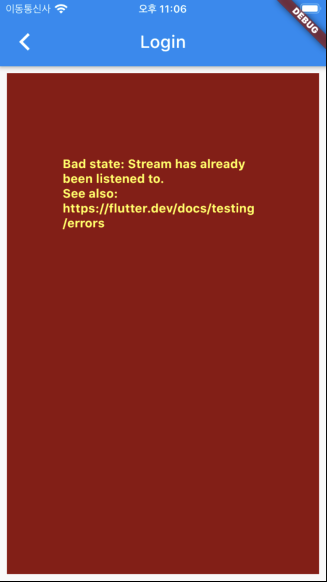 이동통신사 오후 11:06
DEBUG
Login
Bad state: Stream has already
been listened to.
See also:
https://flutter.dev/docs/testing
/errors